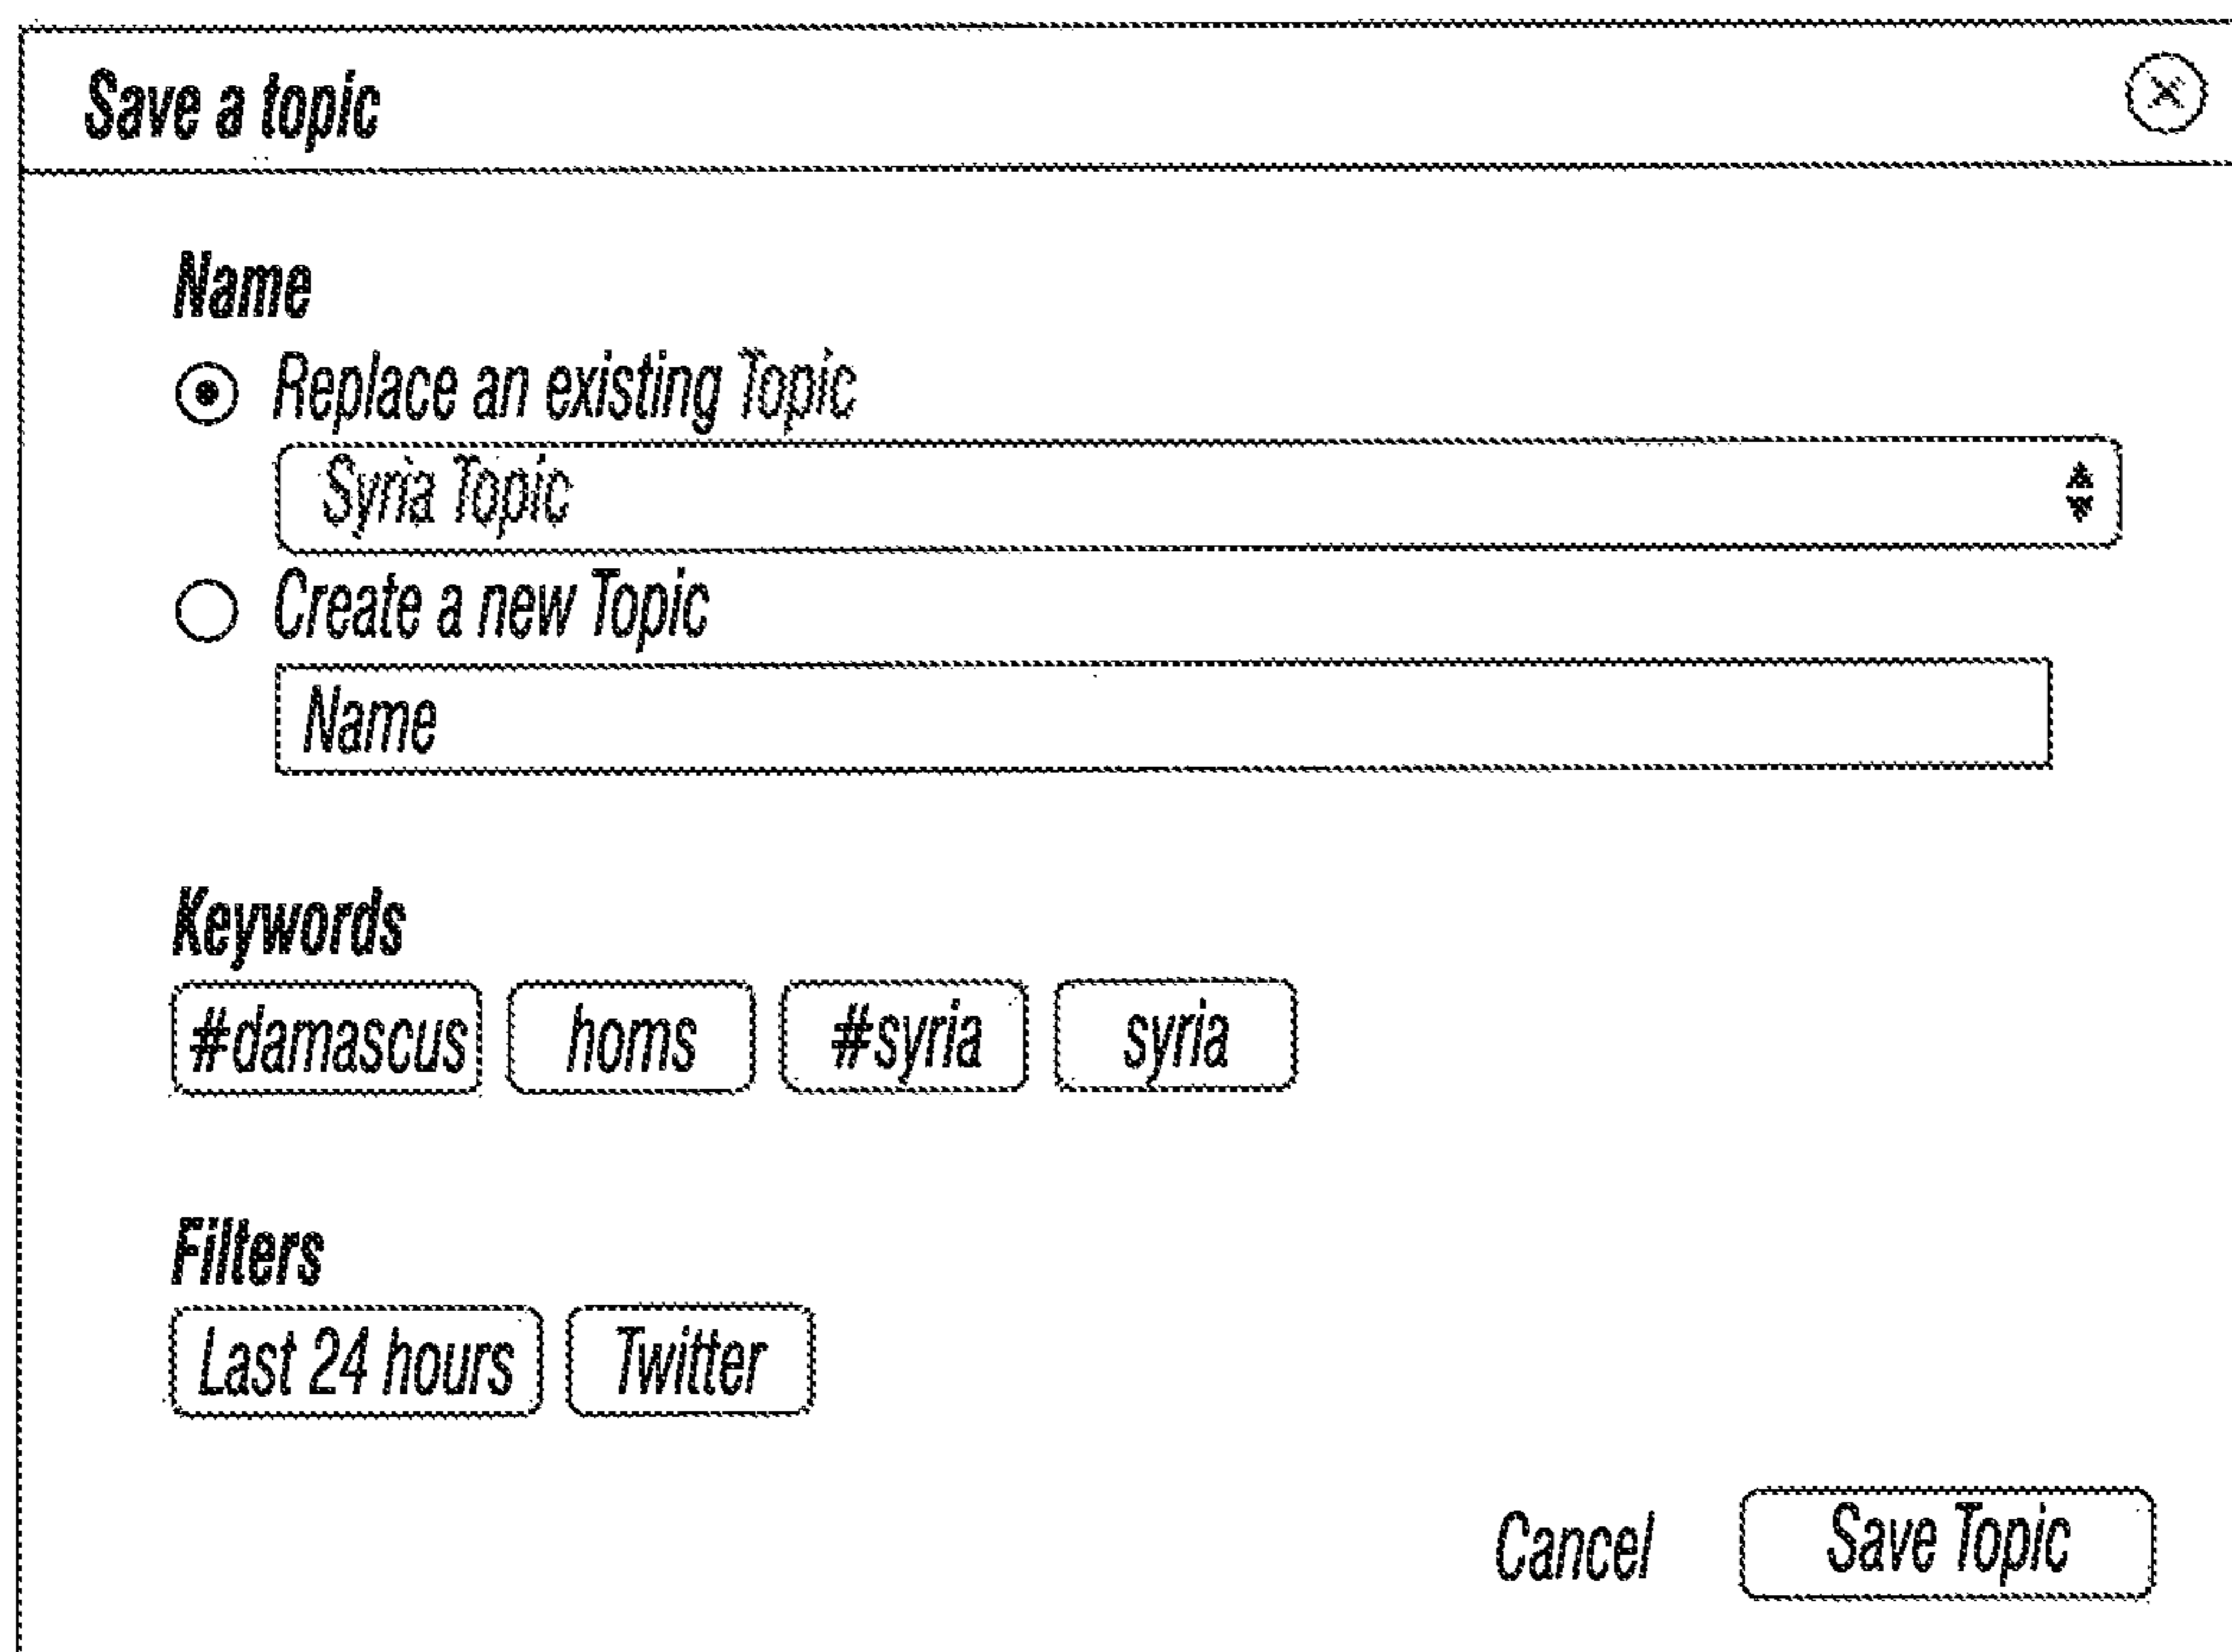 Save a topic
Name
Replace an existing Topic
Syria Topic
Create a new Topic
Name
Keywords
#damascus homs #syria syria
Filters
Last 24 hours Twitter
Cancel Save Topic